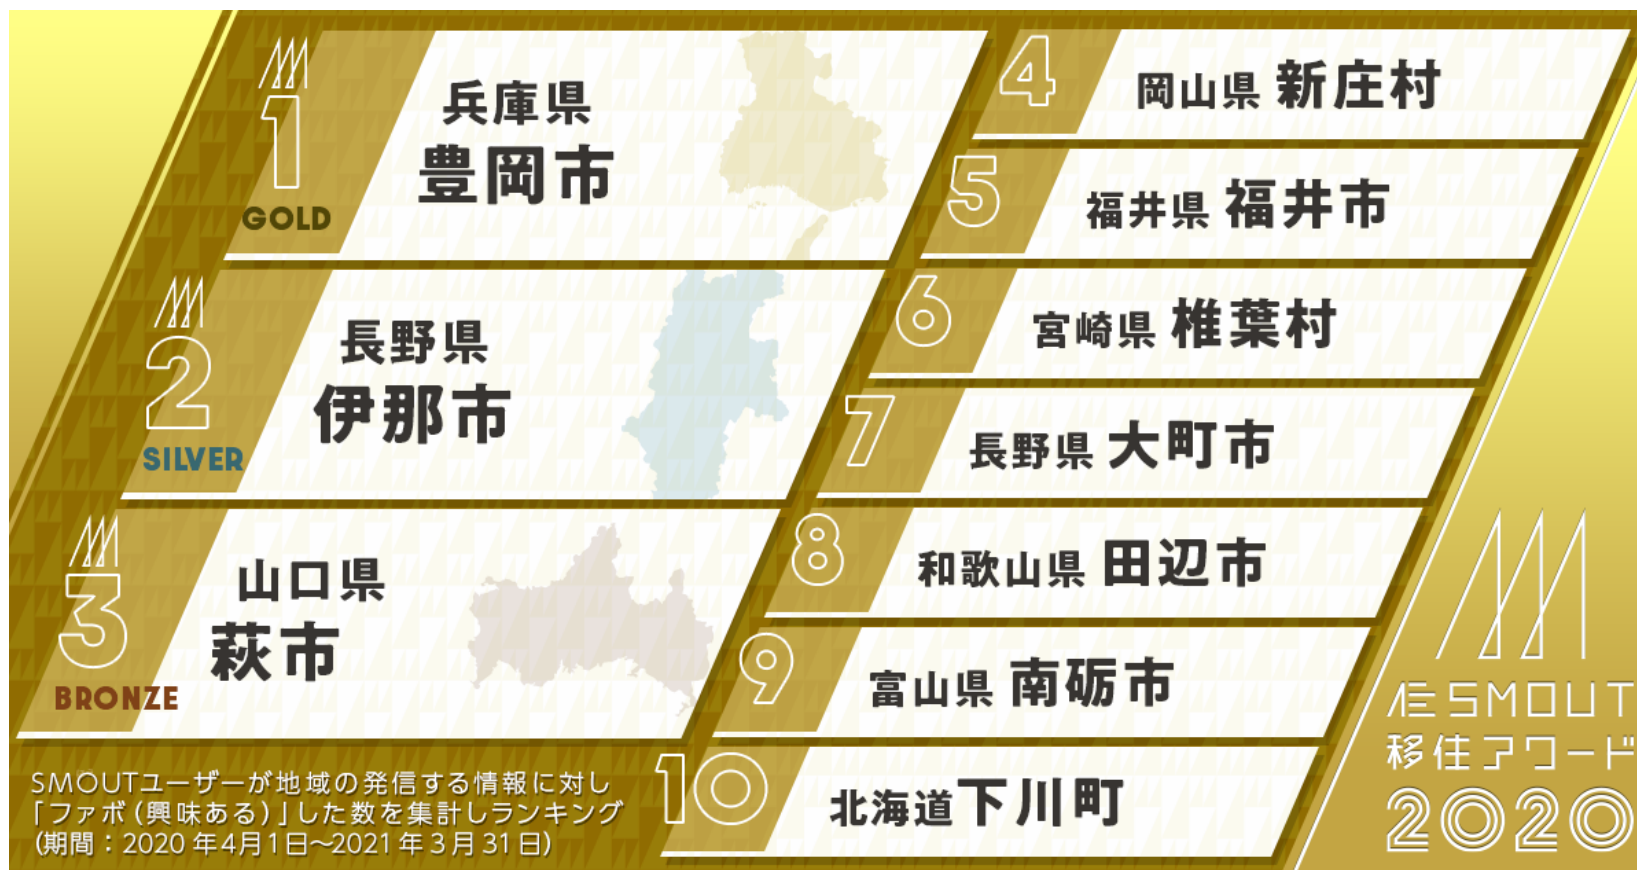 1
GOLD
兵庫県
豊岡市
2
SILVER
長野県
伊那市
3
BRONZE
山口県
萩市
4
岡山県 新庄村
5
福井県 福井市
6
宮崎県 椎葉村
7
長野県 大町市
8
和歌山県 田辺市
9
富山県 南砺市
10
北海道下川町
SMOUTユーザーが地域の発信する情報に対し
「ファボ(興味ある)」した数を集計しランキング
(期間：2020年4月1日〜2021年3月31日)
SMOUT
移住アワード
2020